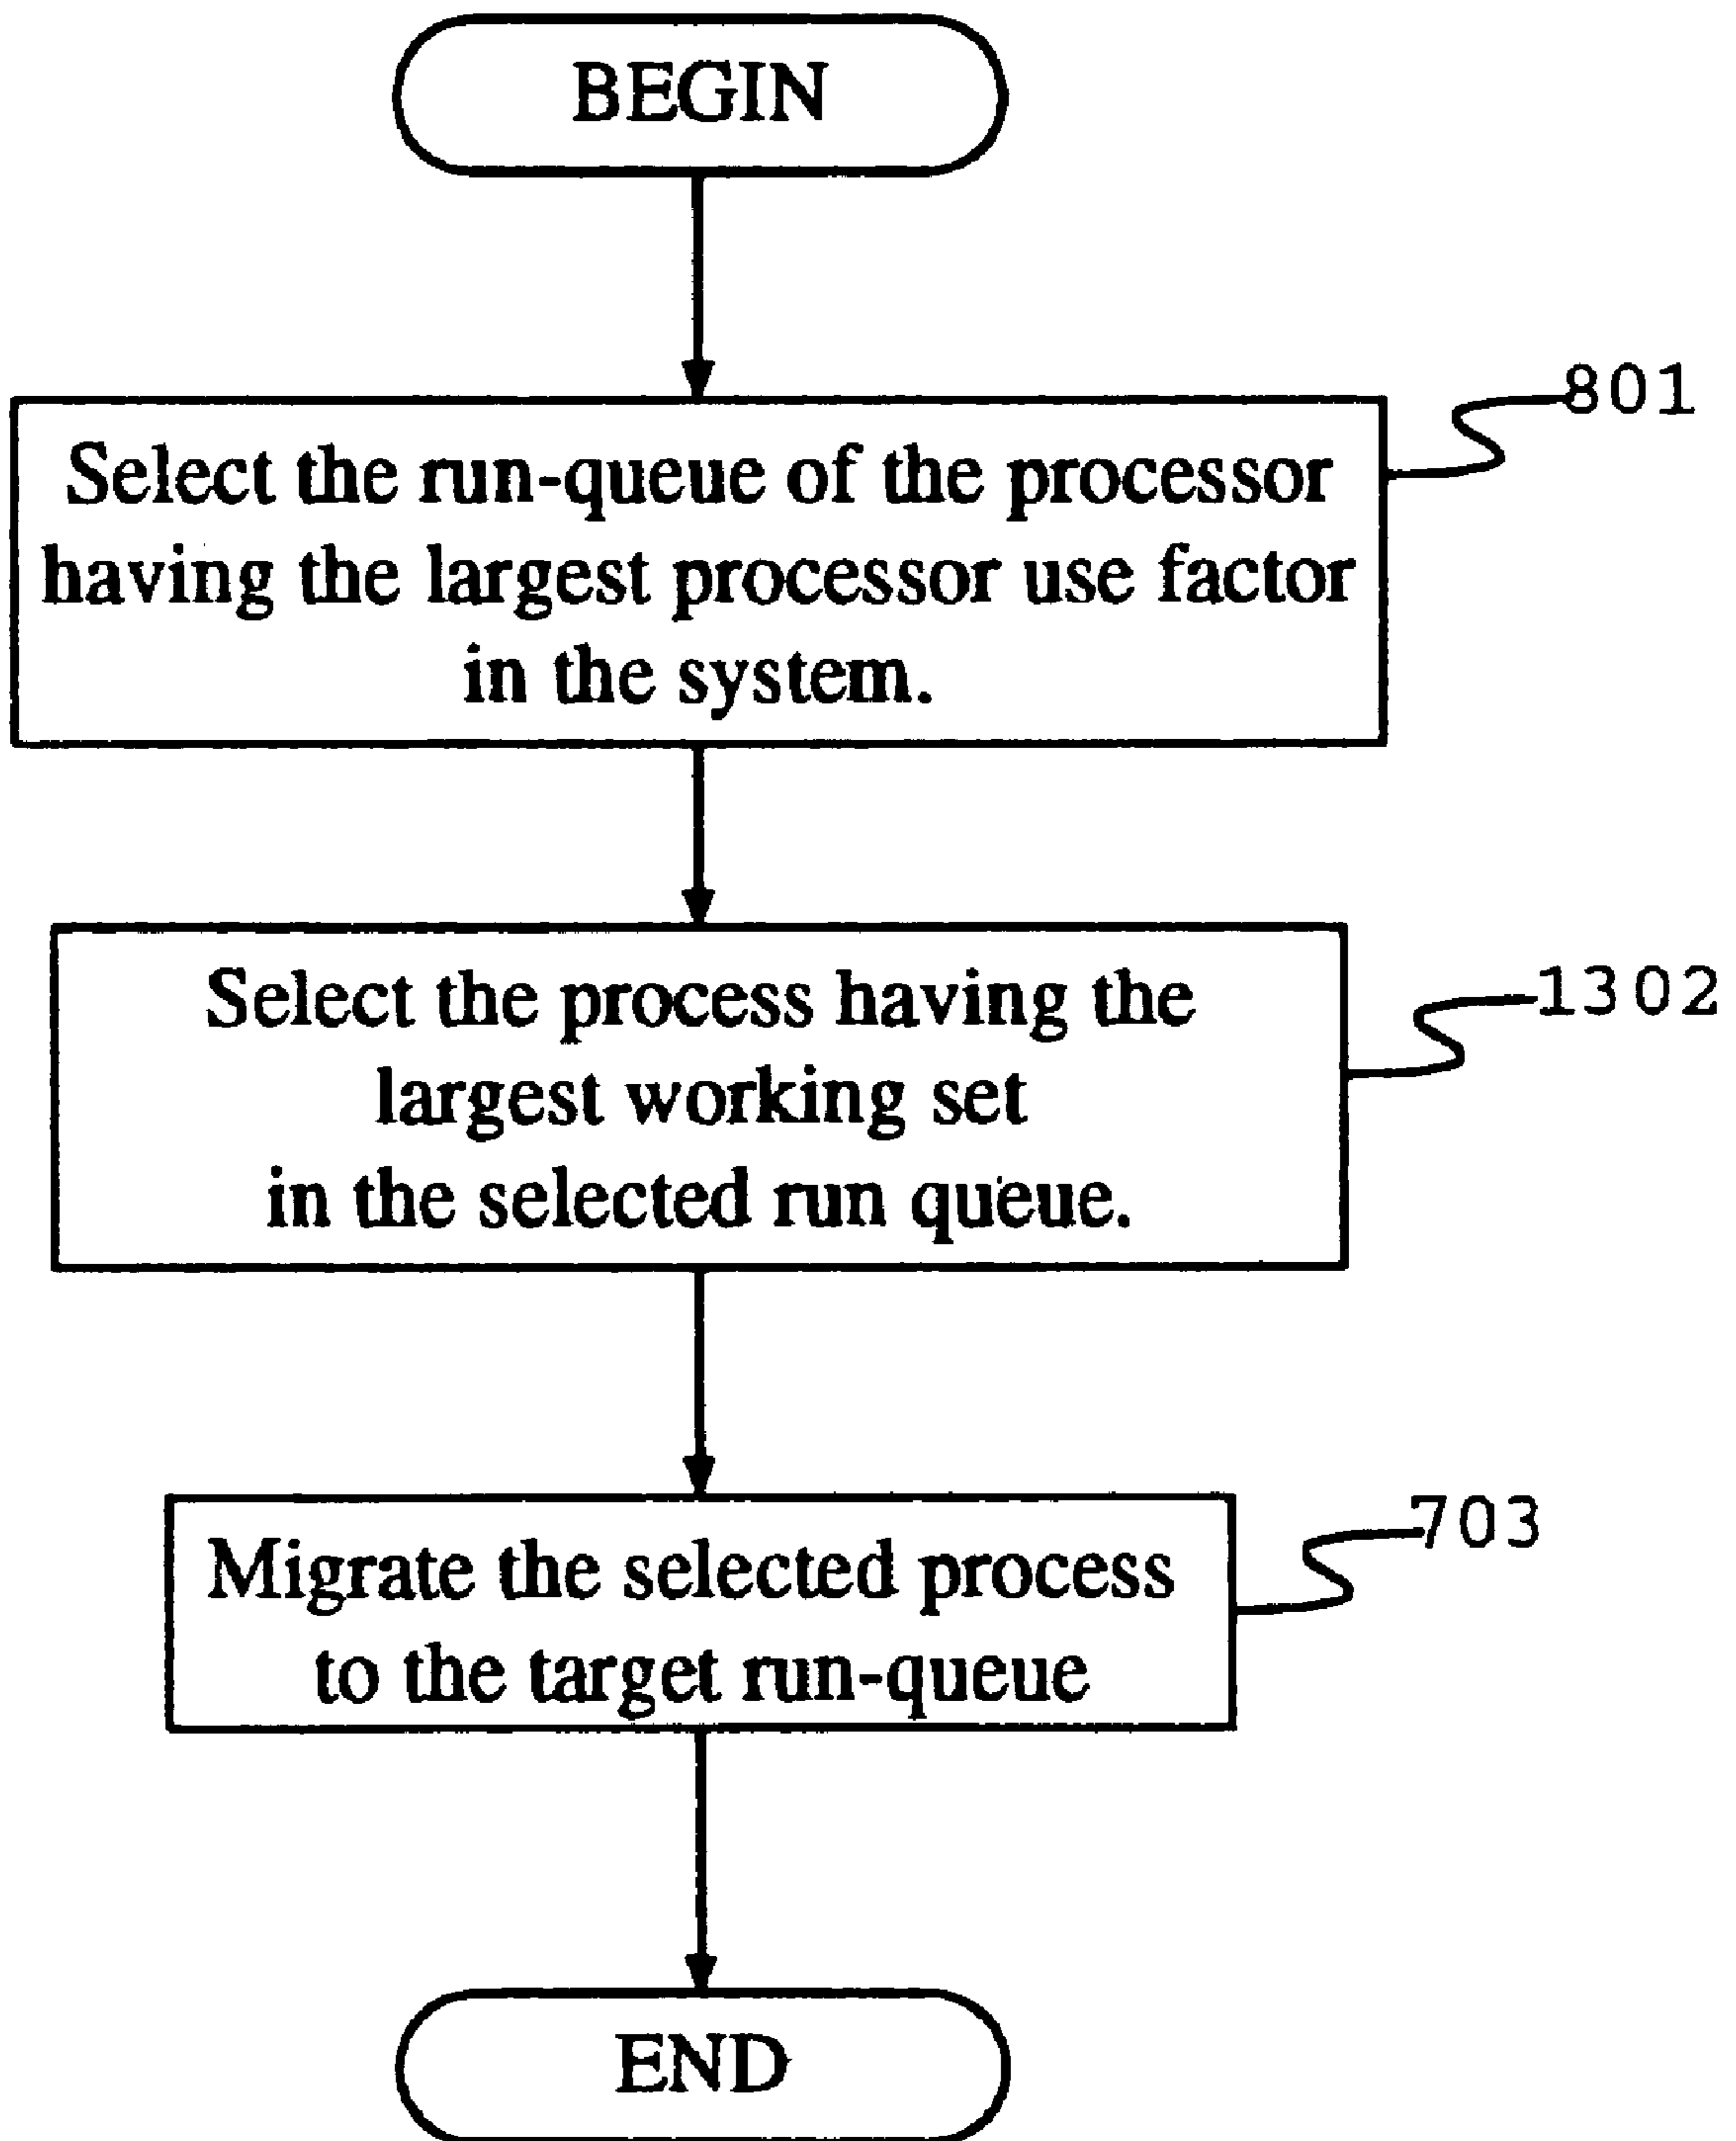 BEGIN
801
Select the run-queue of the processor
having the largest processor use factor
in the system.
1302
Select the process having the
largest working set
in the selected run queue.
703
Migrate the selected process
to the target run-queue
END